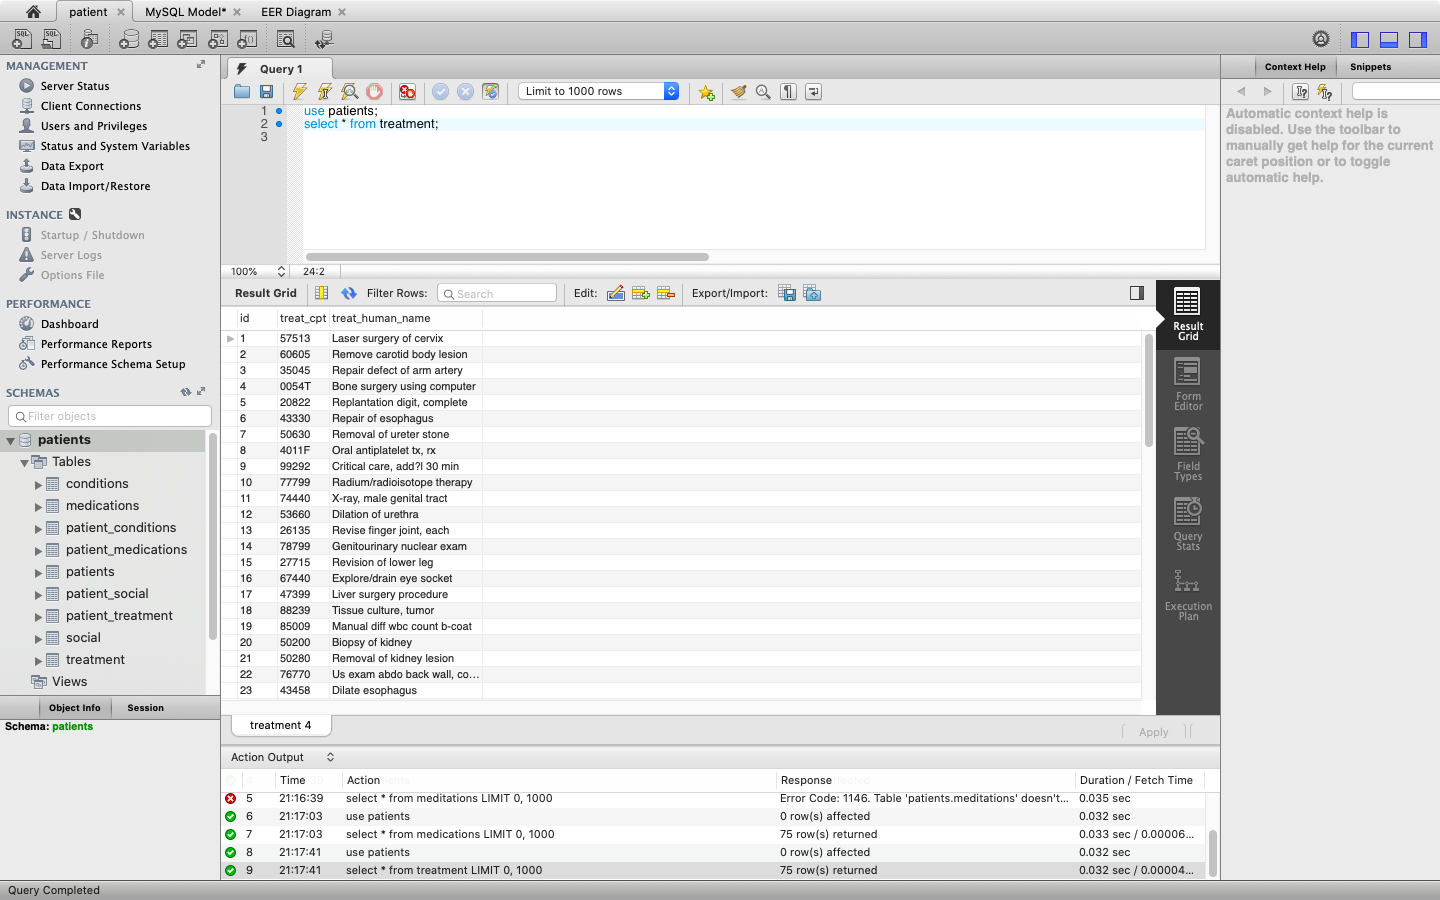 patient
MySQL Model*
EER Diagram
MANAGEMENT
Server Status
Client Connections
Users and Privileges
Status and System Variables
Data Export
Data Import/Restore
INSTANCE
Startup / Shutdown
Server Logs
Options File
PERFORMANCE
Dashboard
Performance Reports
Performance Schema Setup
SCHEMAS
Filter objects
patients
Tables
conditions
medications
patient_conditions
patient_medications
patients
patient_social
patient_treatment
social
treatment
Views
Object Info Session
Schema: patients
Query 1
Limit to 1000 rows
1 use patients;
2 select * from treatment;
3
100% 24:2
Result Grid Filter Rows: Search Edit: Export/Import:
id treat_cpt treat_human_name
1 57513 Laser surgery of cervix
2 60605 Remove carotid body lesion
3 35045 Repair defect of arm artery
4 0054T Bone surgery using computer
5 20822 Replantation digit, complete
6 43330 Repair of esophagus
7 50630 Removal of ureter stone
8 4011F Oral antiplatelet tx, rx
9 99292 Critical care, add?l 30 min
10 77799 Radium/radioisotope therapy
11 74440 X-ray, male genital tract
12 53660 Dilation of urethra
13 26135 Revise finger joint, each
14 78799 Genitourinary nuclear exam
15 27715 Revision of lower leg
16 67440 Explore/drain eye socket
17 47399 Liver surgery procedure
18 88239 Tissue culture, tumor
19 85009 Manual diff wbc count b-coat
20 50200 Biopsy of kidney
21 50280 Removal of kidney lesion
22 76770 Us exam abdo back wall, co...
23 43458 Dilate esophagus
Result
Grid
Form
Editor
Field
Types
Query
Stats
Execution
Plan
treatment 4
Apply
Action Output
Time Action Response Duration / Fetch Time
5 21:16:39 select * from meditations LIMIT 0, 1000 Error Code: 1146. Table 'patients.meditations' doesn't... 0.035 sec
6 21:17:03 use patients 0 row(s) affected 0.032 sec
7 21:17:03 select * from medications LIMIT 0, 1000 75 row(s) returned 0.033 sec / 0.00006...
8 21:17:41 use patients 0 row(s) affected 0.032 sec
9 21:17:41 select * from treatment LIMIT 0, 1000 75 row(s) returned 0.032 sec / 0.00004...
Context Help Snippets
Automatic context help is
disabled. Use the toolbar to
manually get help for the current
caret position or to toggle
automatic help.
Query Completed